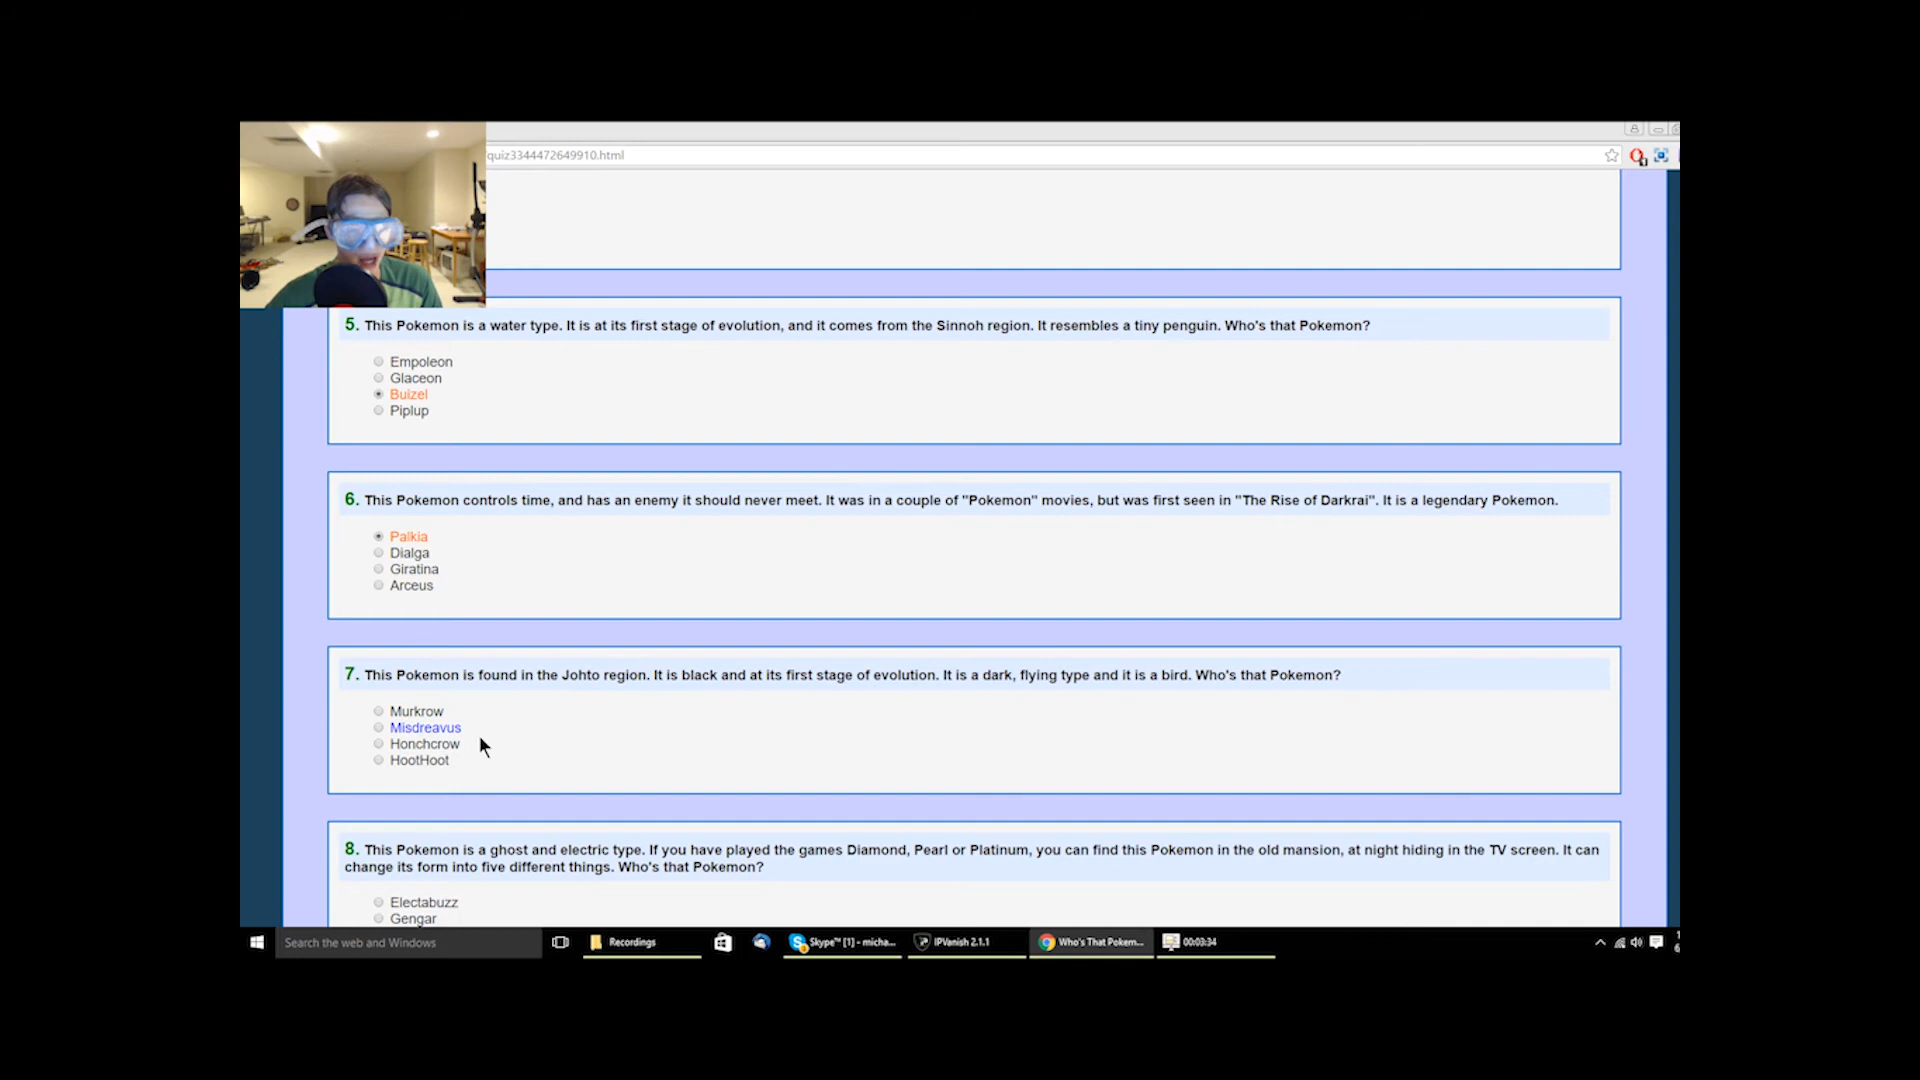 quiz3344472649910.html
5. This Pokemon is a water type. It is at its first stage of evolution, and it comes from the Sinnoh region. It resembles a tiny penguin. Who's that Pokemon?
Empoleon
Glaceon
Buizel
Piplup
6. This Pokemon controls time, and has an enemy it should never meet. It was in a couple of "Pokemon" movies, but was first seen in "The Rise of Darkrai". It is a legendary Pokemon.
Palkia
Dialga
Giratina
Arceus
7. This Pokemon is found in the Johto region. It is black and at its first stage of evolution. It is a dark, flying type and it is a bird. Who's that Pokemon?
Murkrow
Misdreavus
Honchcrow
HootHoot
8. This Pokemon is a ghost and electric type. If you have played the games Diamond, Pearl or Platinum, you can find this Pokemon in the old mansion, at night hiding in the TV screen. It can
change its form into five different things. Who's that Pokemon?
Electabuzz
Gengar
Search the web and Windows
Recordings
Skype™ [1] - micha...
IPVanish 2.1.1
Who's That Pokem...
00:03:34